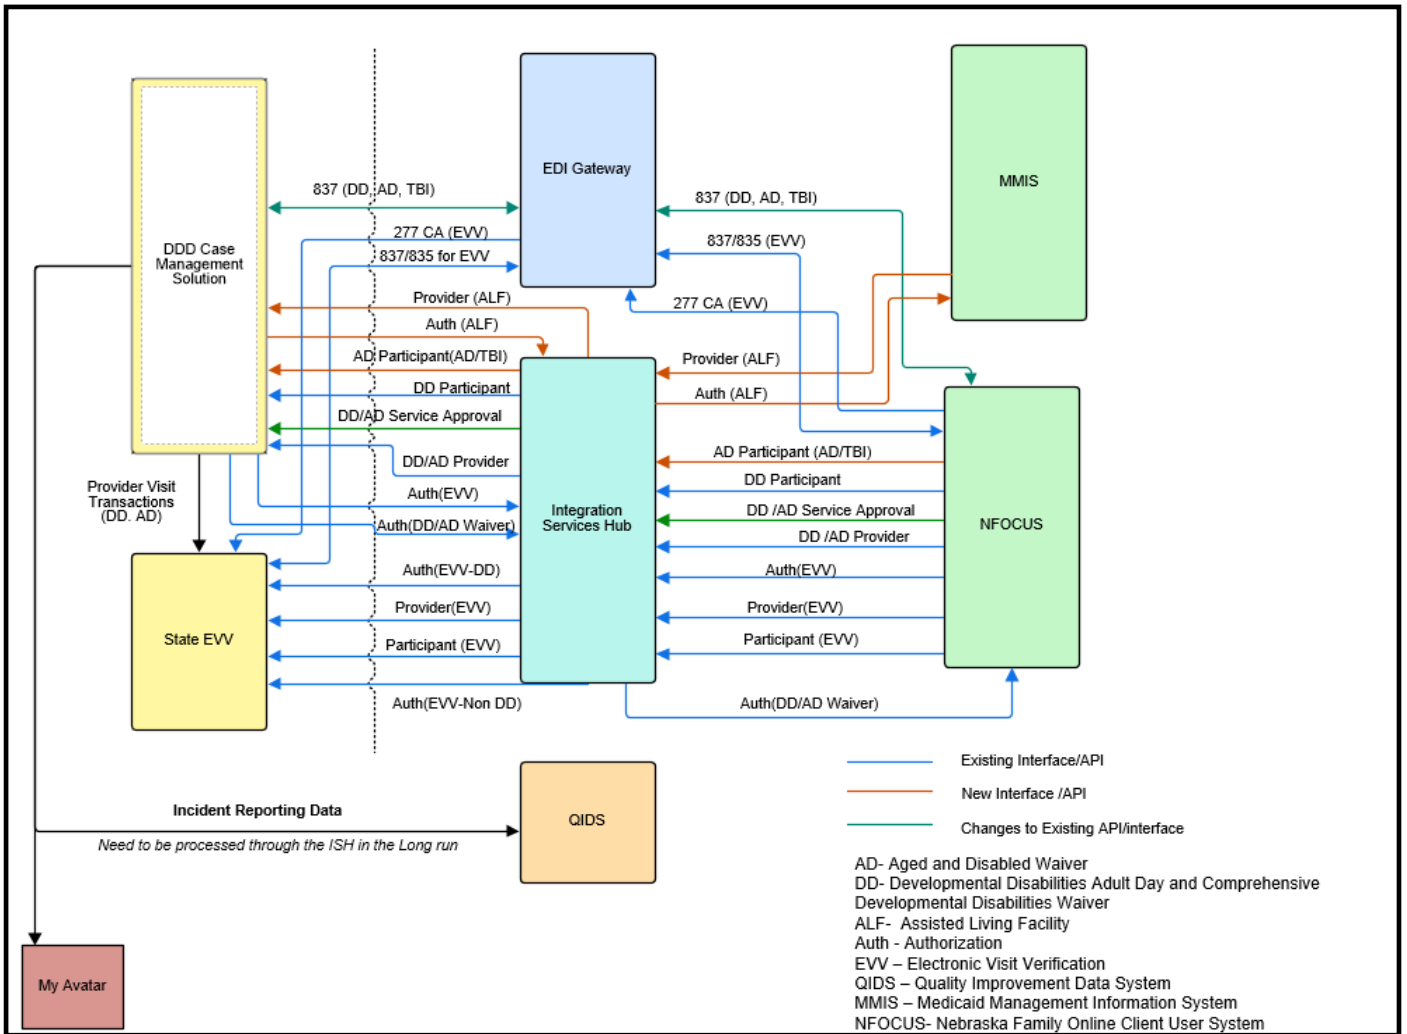 EDI Gateway
MMIS
DDD Case
Management
Solution
837 (DD, AD, TBI)
837 (DD, AD, TBI)
277 CA (EVV)
837/835 (EVV)
837/835 for EVV
Provider (ALF)
277 CA (EVV)
Auth (ALF)
AD Participant(AD/TBI)
Provider (ALF)
DD Participant
Auth (ALF)
DD/AD Service Approval
DD/AD Provider
AD Participant (AD/TBI)
DD Participant
Provider Visit
Transactions
(DD. AD)
Auth(EVV)
Integration
Services Hub
DD /AD Service Approval
NFOCUS
Auth(DD/AD Waiver)
DD /AD Provider
Auth(EVV-DD)
Auth(EVV)
Provider(EVV)
Provider(EVV)
State EVV
Participant (EVV)
Participant (EVV)
Auth(EVV-Non DD)
Auth(DD/AD Waiver)
Existing Interface/API
New Interface /API
Changes to Existing API/interface
Incident Reporting Data
QIDS
Need to be processed through the ISH in the Long run
AD- Aged and Disabled Waiver
DD- Developmental Disabilities Adult Day and Comprehensive
Developmental Disabilities Waiver
ALF-  Assisted Living Facility
Auth - Authorization
EVV – Electronic Visit Verification
QIDS – Quality Improvement Data System
MMIS – Medicaid Management Information System
NFOCUS- Nebraska Family Online Client User System
My Avatar